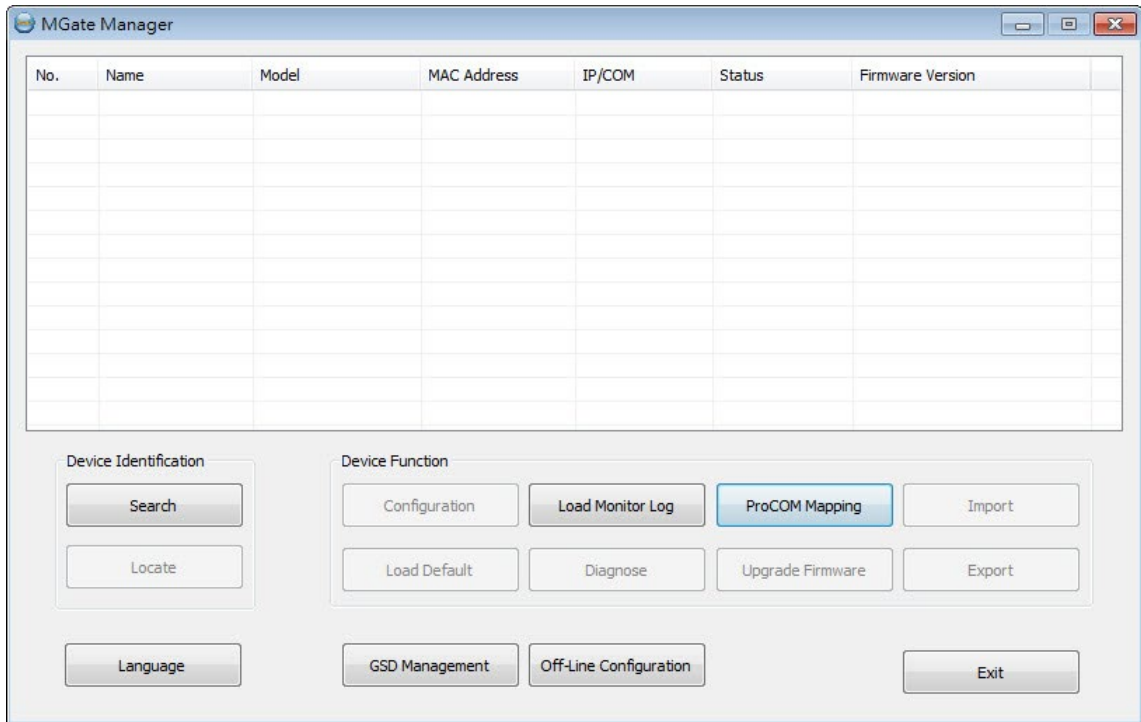 MGate Manager
No. Name Model MAC Address IP/COM Status Firmware Version
Device Identification
Search
Locate
Device Function
Configuration Load Monitor Log ProCOM Mapping Import
Load Default Diagnose Upgrade Firmware Export
Language GSD Management Off-Line Configuration Exit